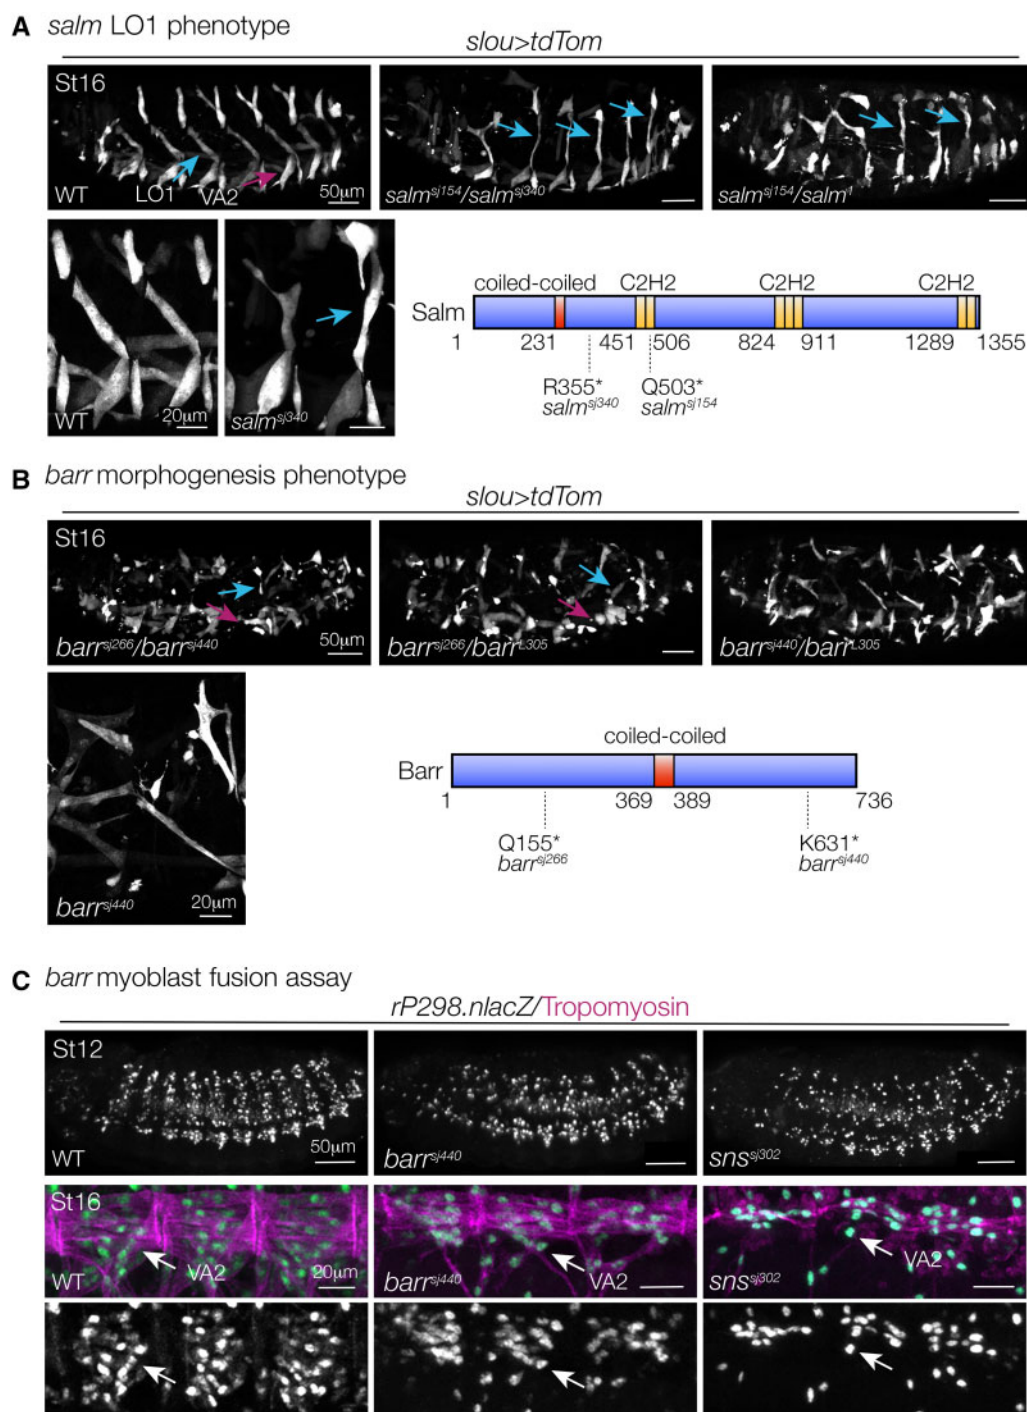 A salm LO1 phenotype
slou>tdTom
St16
WT
LO1
VA2
50µm
salmsj154/salmsj340
salmsj154/salm1
WT
20µm
salmsj340
coiled-coiled C2H2 C2H2 C2H2
Salm
1 231 451 506 824 911 1289 1355
R355* Q503*
salmsj340 salmsj154
B barr morphogenesis phenotype
slou>tdTom
St16
barrsj266/barrsj440
50µm
barrsj266/barrL305
barrsj440/barrL305
barrsj440
20µm
coiled-coiled
Barr
1 369 389 736
Q155* K631*
barrsj266 barrsj440
C barr myoblast fusion assay
rP298.nlacZ/Tropomyosin
St12
WT
50µm
barrsj440
snssj302
St16
WT
VA2
20µm
barrsj440
VA2
snssj302
VA2